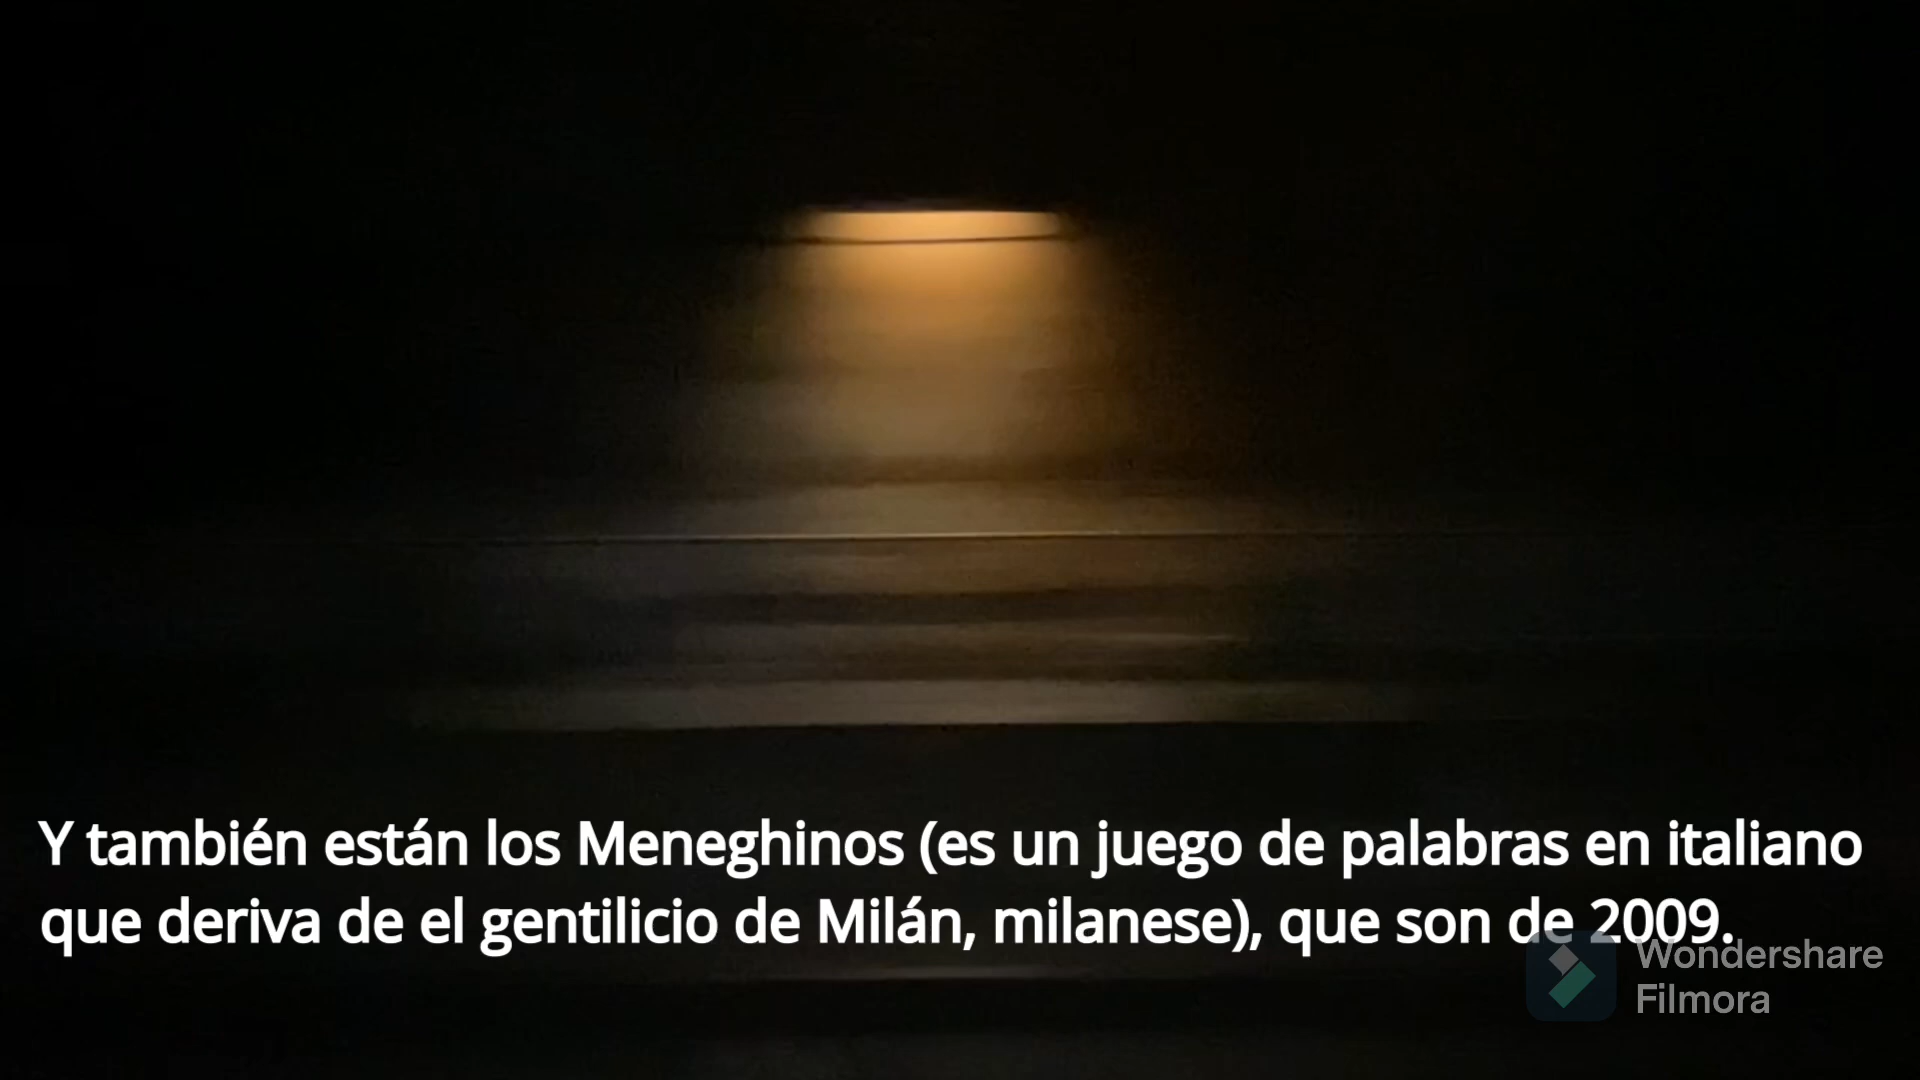 Y también están los Meneghinos (es un juego de palabras en italiano
que deriva de el gentilicio de Milán, milanese), que son de 2009.
Wondershare
Filmora